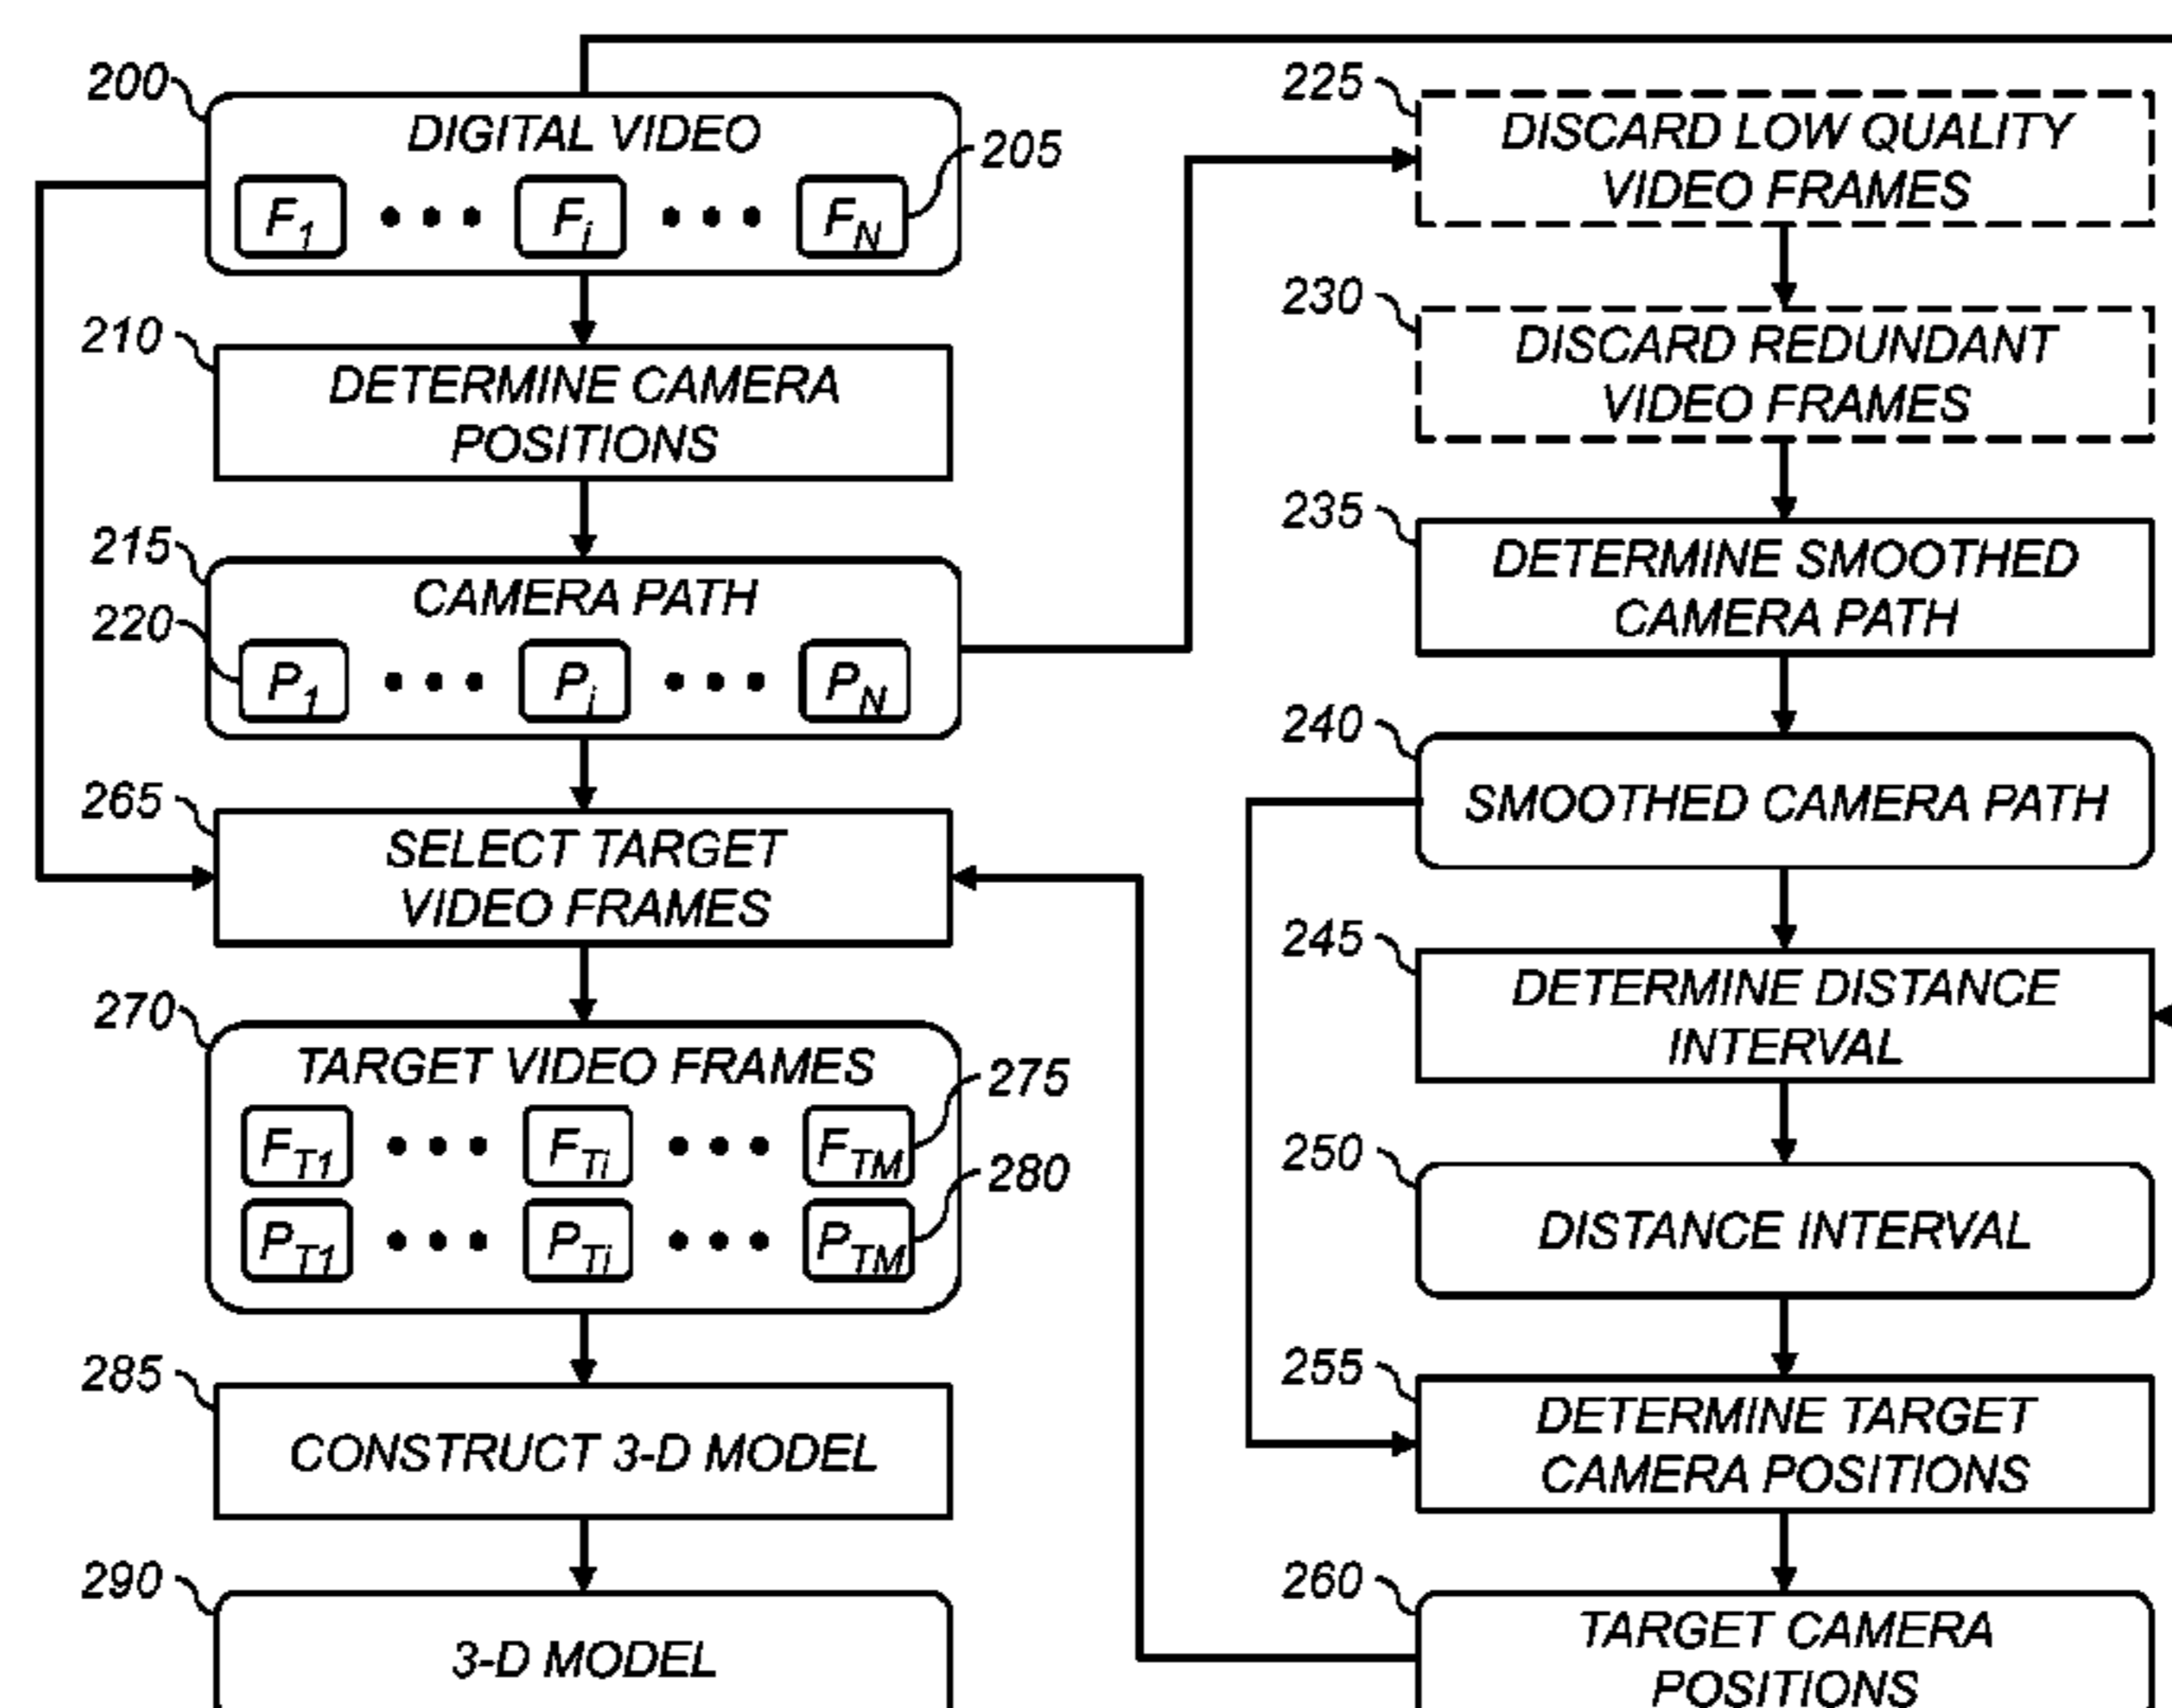 200
DIGITAL VIDEO
205
F1 • • • Fi • • • FN
210
DETERMINE CAMERA
POSITIONS
215
CAMERA PATH
220
P1 • • • Pi • • • PN
265
SELECT TARGET
VIDEO FRAMES
270
TARGET VIDEO FRAMES
275
FT1 • • • FTi • • • FTM
280
PT1 • • • PTi • • • PTM
285
CONSTRUCT 3-D MODEL
290
3-D MODEL
225
DISCARD LOW QUALITY
VIDEO FRAMES
230
DISCARD REDUNDANT
VIDEO FRAMES
235
DETERMINE SMOOTHED
CAMERA PATH
240
SMOOTHED CAMERA PATH
245
DETERMINE DISTANCE
INTERVAL
250
DISTANCE INTERVAL
255
DETERMINE TARGET
CAMERA POSITIONS
260
TARGET CAMERA
POSITIONS